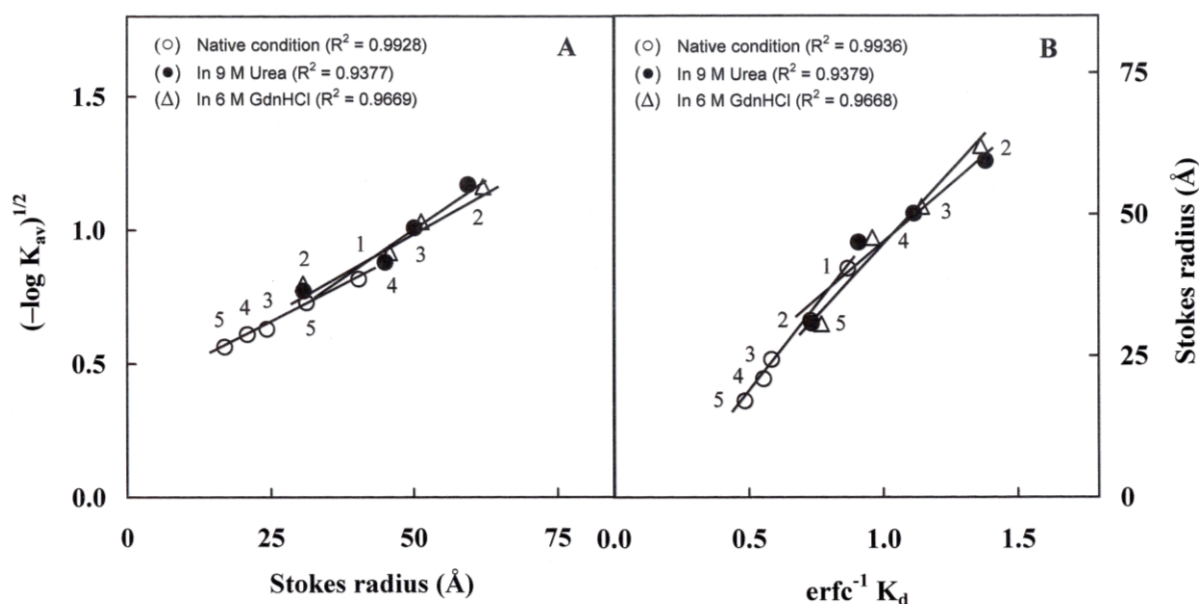 (○) Native condition (R² = 0.9928)
(●) In 9 M Urea (R² = 0.9377)
(△) In 6 M GdnHCl (R² = 0.9669)
A
1.5
1.0
0.5
0.0
(–log Kav)1/2
5
4
3
2
1
5
4
3
2
0
25
50
75
Stokes radius (Å)
(○) Native condition (R² = 0.9936)
(●) In 9 M Urea (R² = 0.9379)
(△) In 6 M GdnHCl (R² = 0.9668)
B
75
50
25
0
Stokes radius (Å)
2
3
4
1
2
5
3
4
5
0.0
0.5
1.0
1.5
erfc-1 Kd